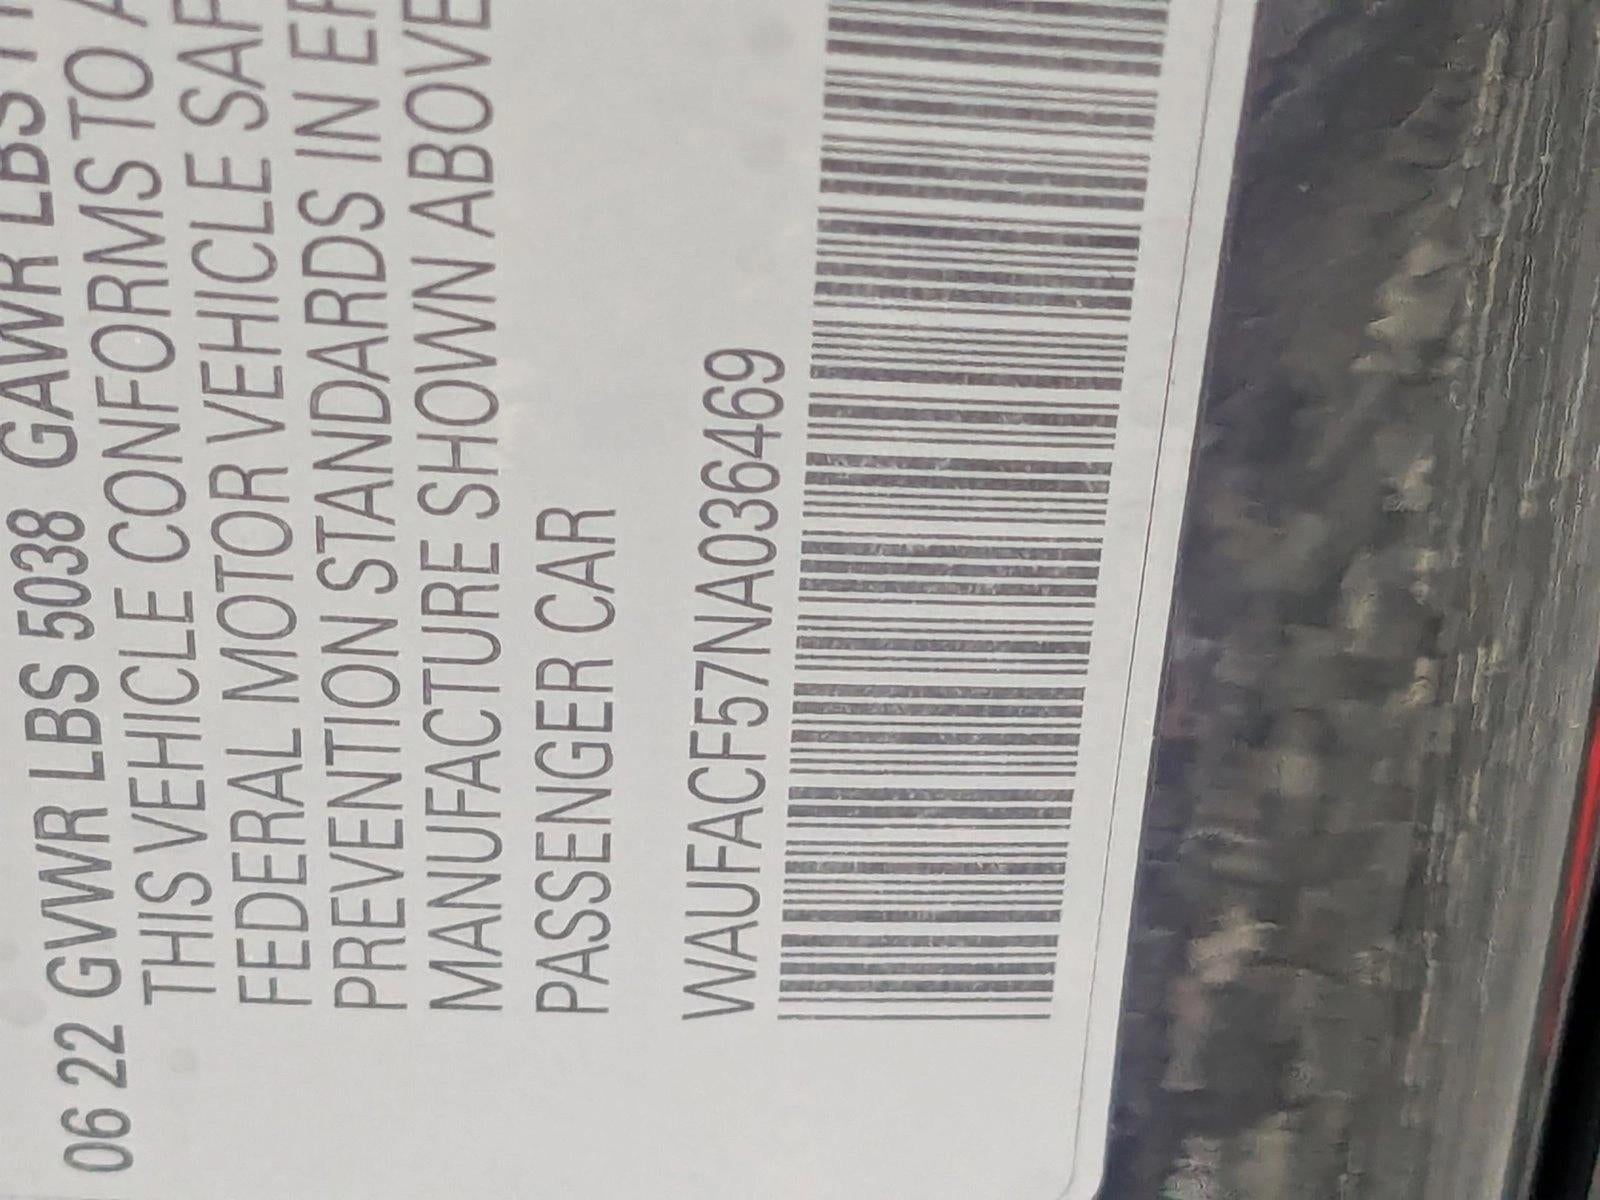 06 22 GVWR LBS 5038 GAWR LBS
THIS VEHICLE CONFORMS TO A
FEDERAL MOTOR VEHICLE SAF
PREVENTION STANDARDS IN EF
MANUFACTURE SHOWN ABOVE
PASSENGER CAR
WAUFACF57NA036469